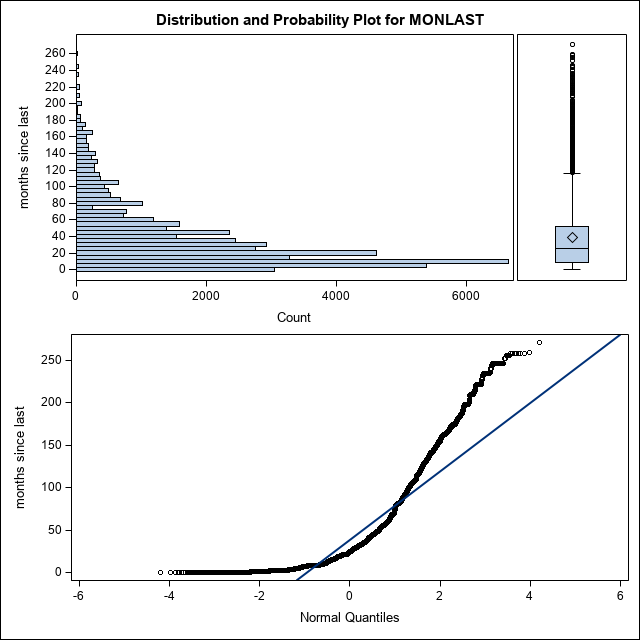 Distribution and Probability Plot for MONLAST
months since last
260
240
220
200
180
160
140
120
100
80
60
40
20
0
0 2000 4000 6000
Count
months since last
250
200
150
100
50
0
-6 -4 -2 0 2 4 6
Normal Quantiles